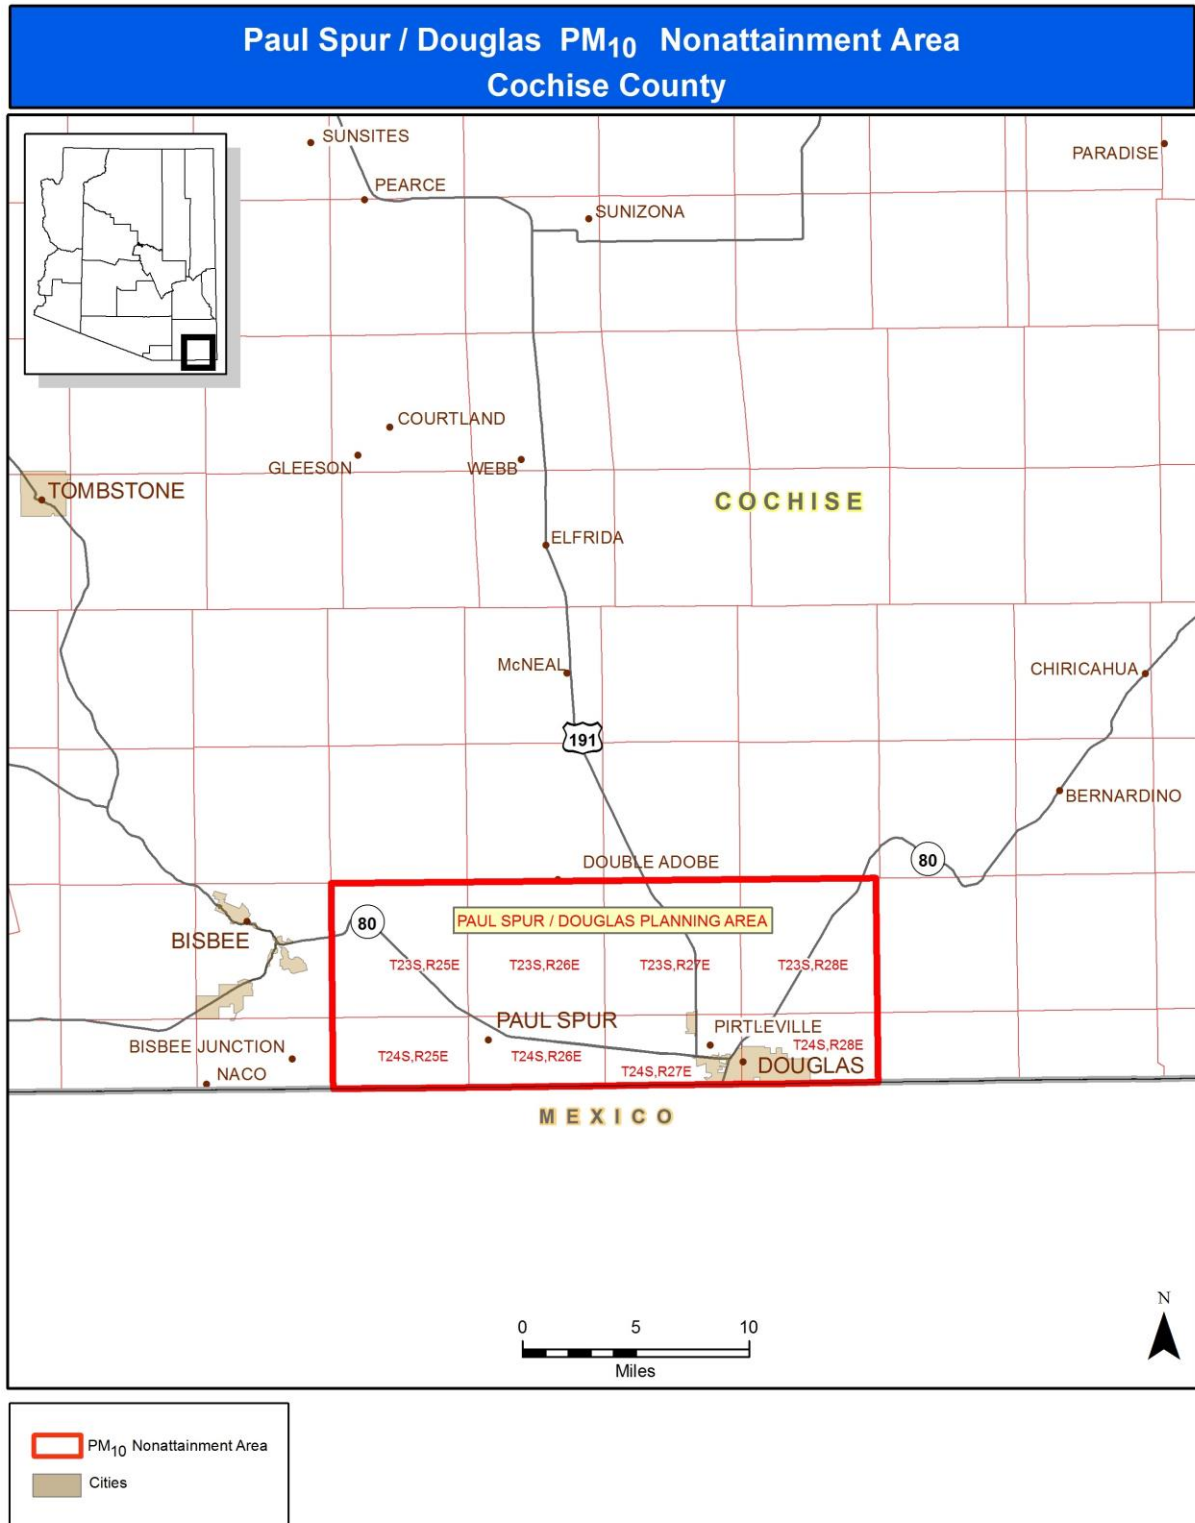 Paul Spur / Douglas PM10 Nonattainment Area
Cochise County
SUNSITES
PARADISE
PEARCE
SUNIZONA
COURTLAND
GLEESON
WEBB
TOMBSTONE
COCHISE
ELFRIDA
McNEAL
CHIRICAHUA
191
BERNARDINO
DOUBLE ADOBE
80
80
PAUL SPUR / DOUGLAS PLANNING AREA
BISBEE
T23S,R25E
T23S,R26E
T23S,R27E
T23S,R28E
PAUL SPUR
PIRTLEVILLE
BISBEE JUNCTION
T24S,R25E
T24S,R26E
T24S,R28E
DOUGLAS
T24S,R27E
NACO
MEXICO
N
0 5 10
Miles
PM10 Nonattainment Area
Cities